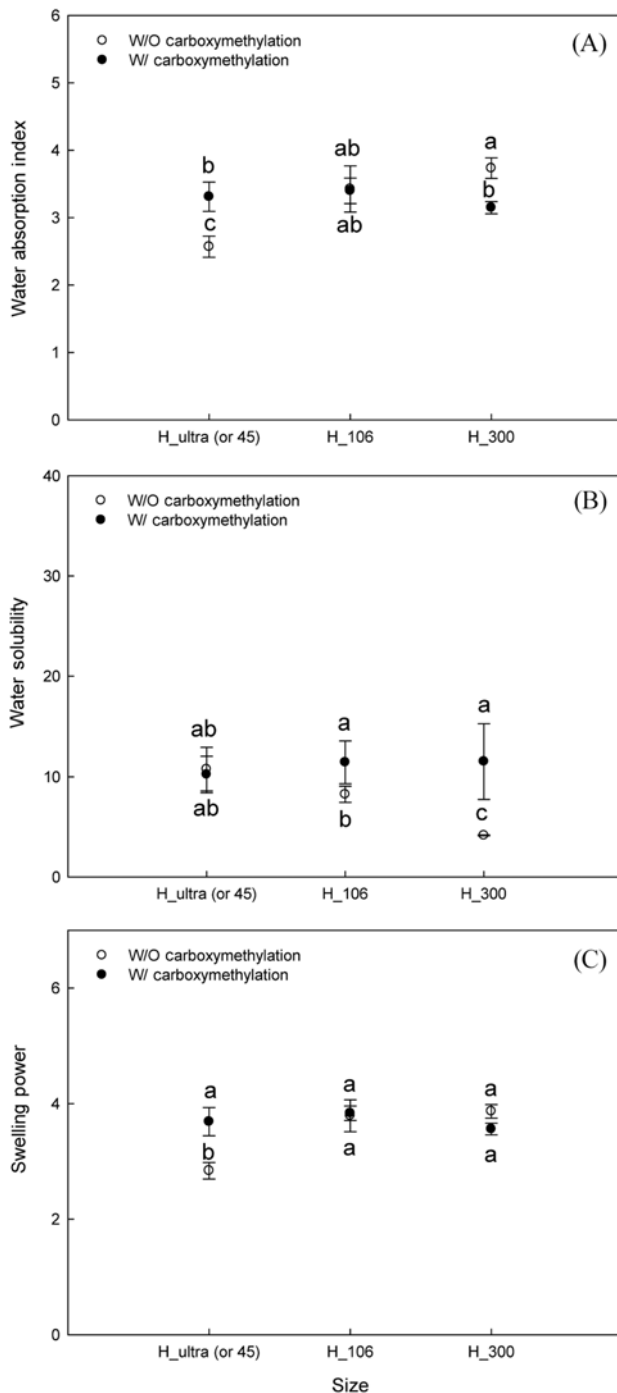 (A)
W/O carboxymethylation
W/ carboxymethylation
Water absorption index
6
5
4
3
2
1
0
b
c
ab
ab
a
b
H_ultra (or 45) H_106 H_300
(B)
W/O carboxymethylation
W/ carboxymethylation
Water solubility
40
30
20
10
0
ab
ab
a
b
a
c
H_ultra (or 45) H_106 H_300
(C)
W/O carboxymethylation
W/ carboxymethylation
Swelling power
6
4
2
0
a
b
a
a
a
a
H_ultra (or 45) H_106 H_300
Size